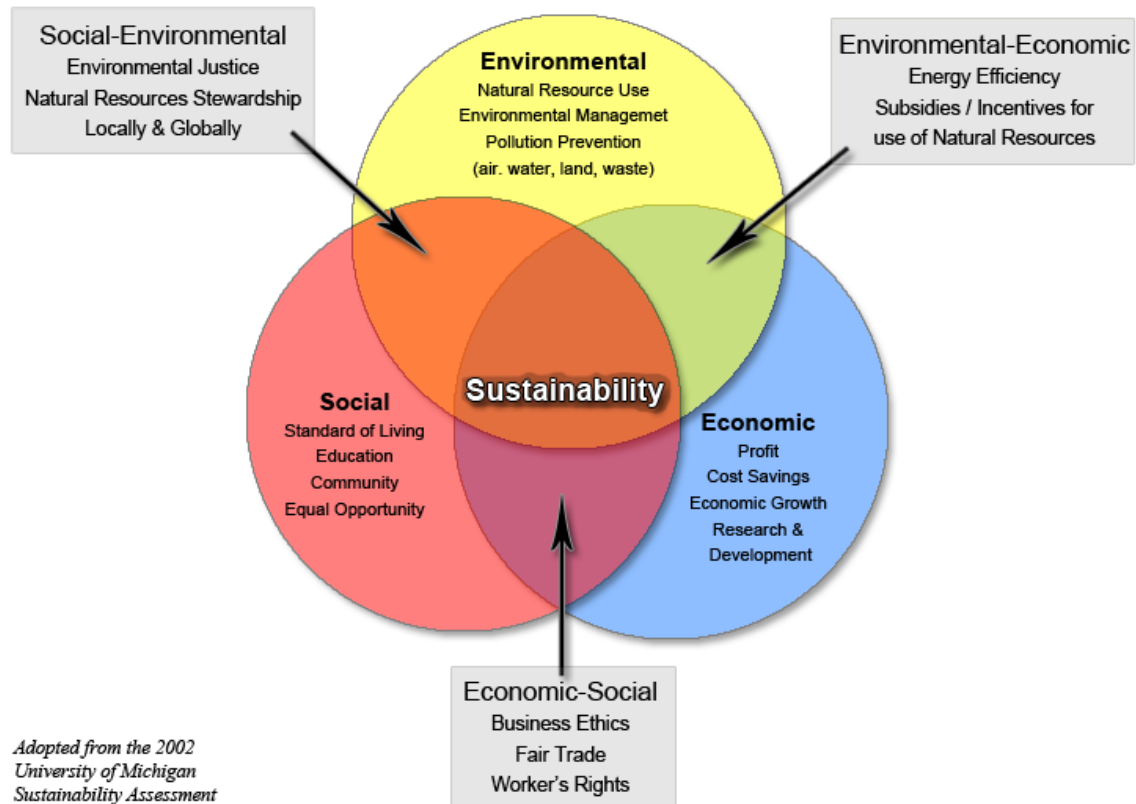 Social-Environmental
Environmental Justice
Natural Resources Stewardship
Locally & Globally
Environmental
Natural Resource Use
Environmental Managemet
Pollution Prevention
(air. water, land, waste)
Environmental-Economic
Energy Efficiency
Subsidies / Incentives for
use of Natural Resources
Sustainability
Social
Standard of Living
Education
Community
Equal Opportunity
Economic
Profit
Cost Savings
Economic Growth
Research &
Development
Economic-Social
Business Ethics
Fair Trade
Worker's Rights
Adopted from the 2002
University of Michigan
Sustainability Assessment